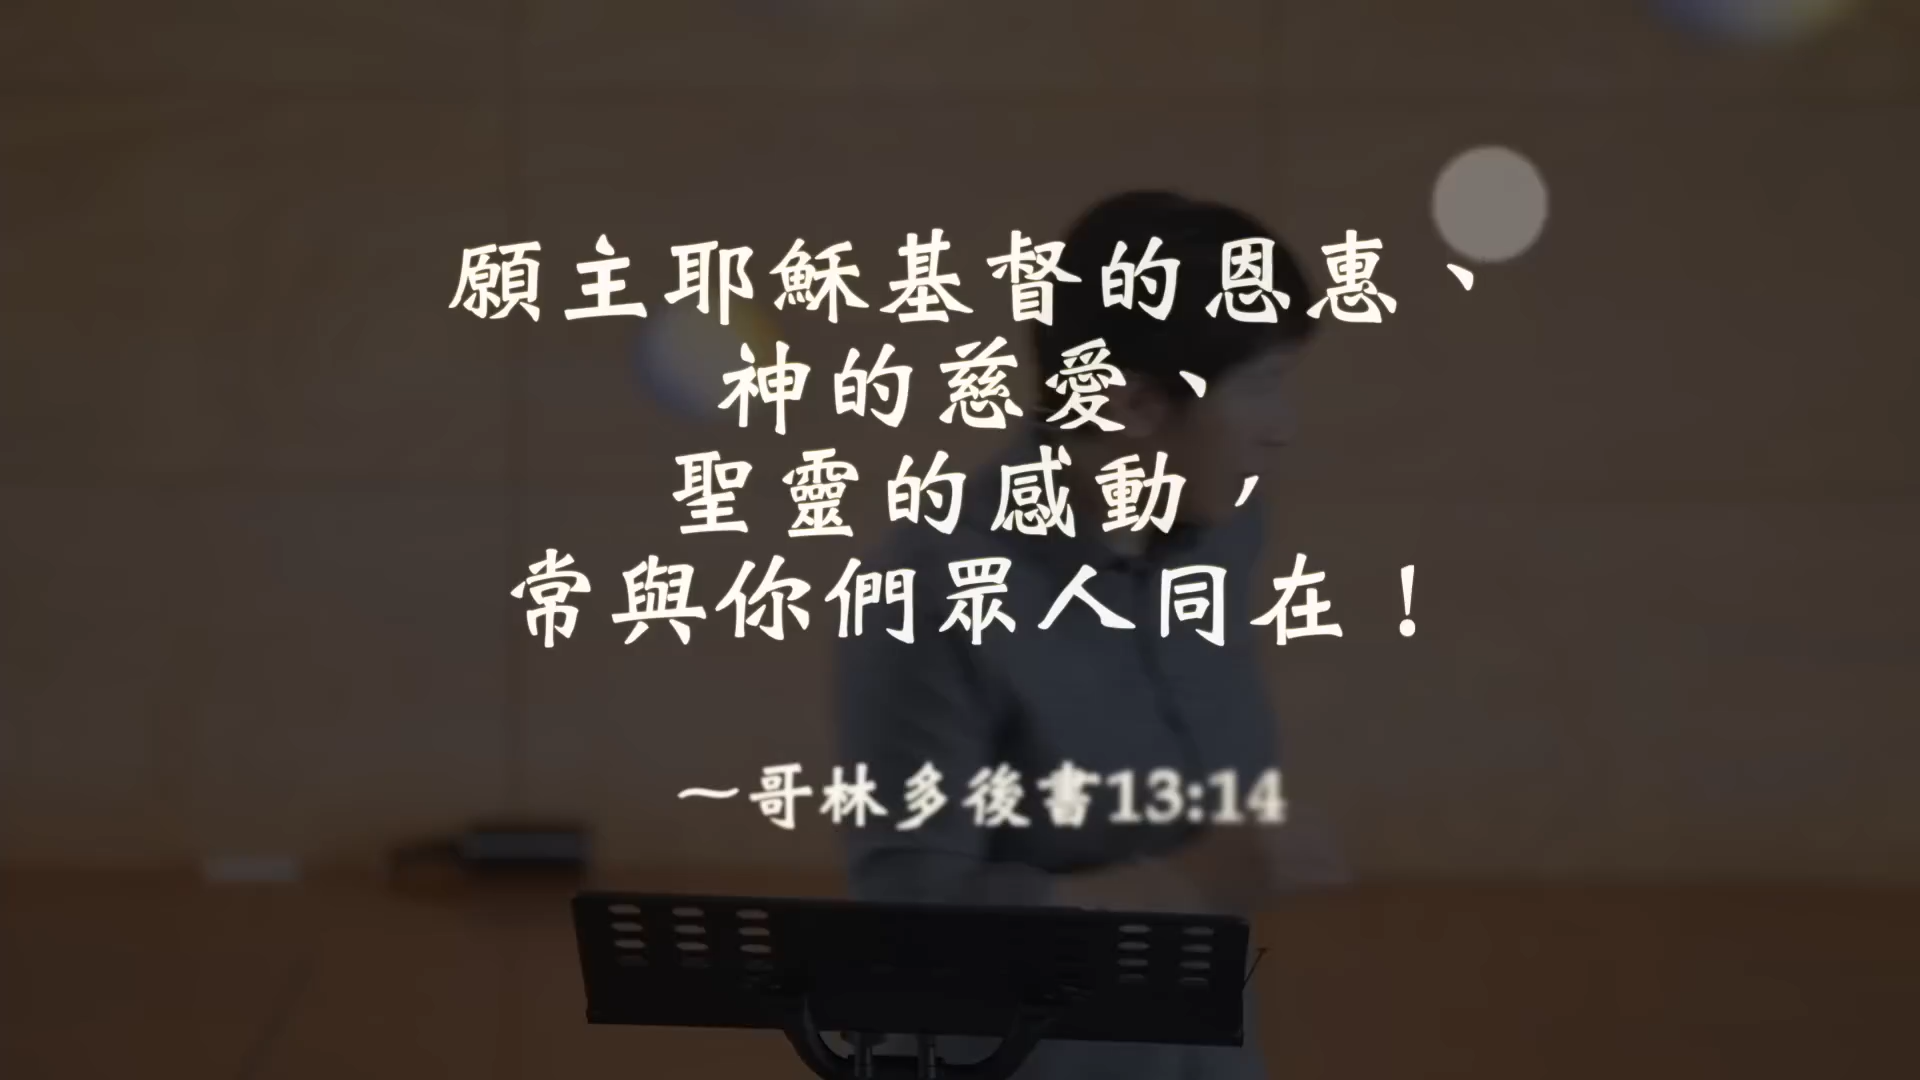 願主耶穌基督的恩惠、
神的慈愛、
聖靈的感動，
常與你們眾人同在！
～哥林多後書13:14